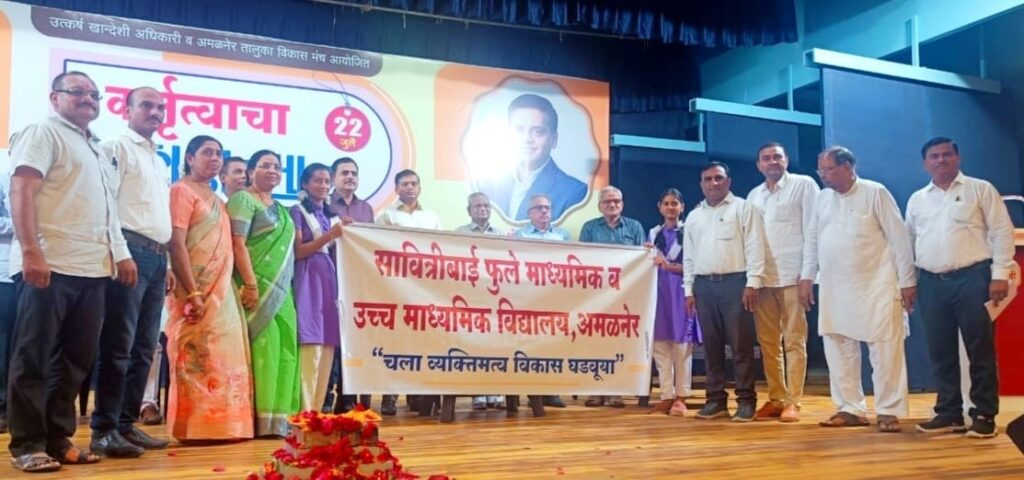 उत्कर्ष खान्देशी अधिकारी व अमळनेर तालुका विकास मंच आयोजित
कर्तृत्वाचा
22
जुलै
सावित्रीबाई फुले माध्यमिक व
उच्च माध्यमिक विद्यालय,अमळनेर
“चला व्यक्तिमत्व विकास घडवूया”